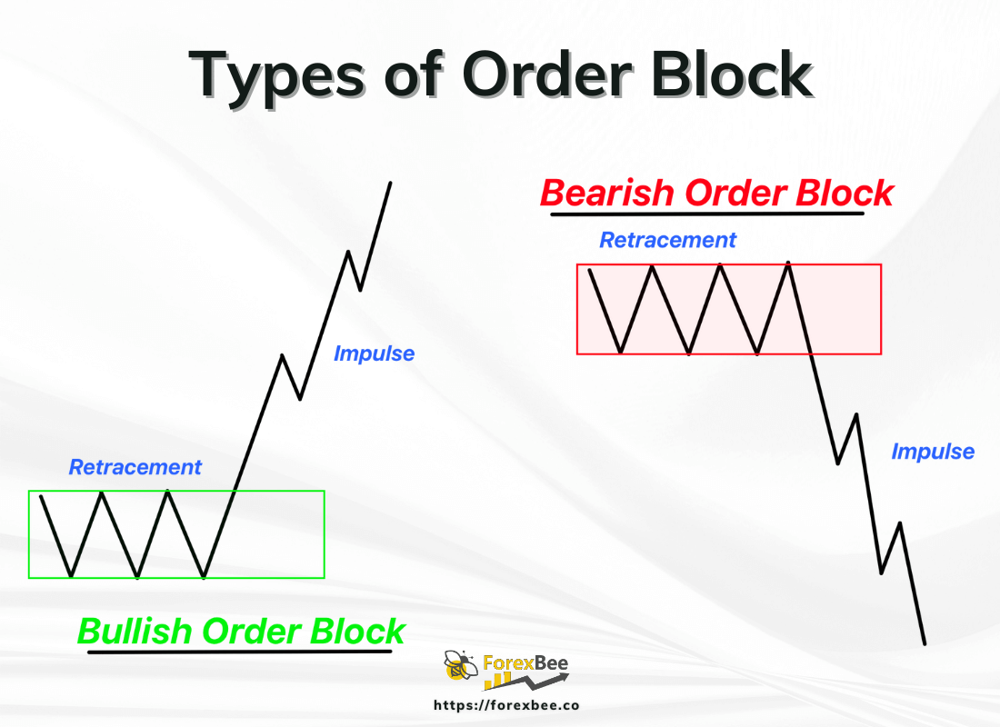 Types of Order Block
Bearish Order Block
Retracement
Impulse
Impulse
Retracement
Bullish Order Block
ForexBee
https://forexbee.co